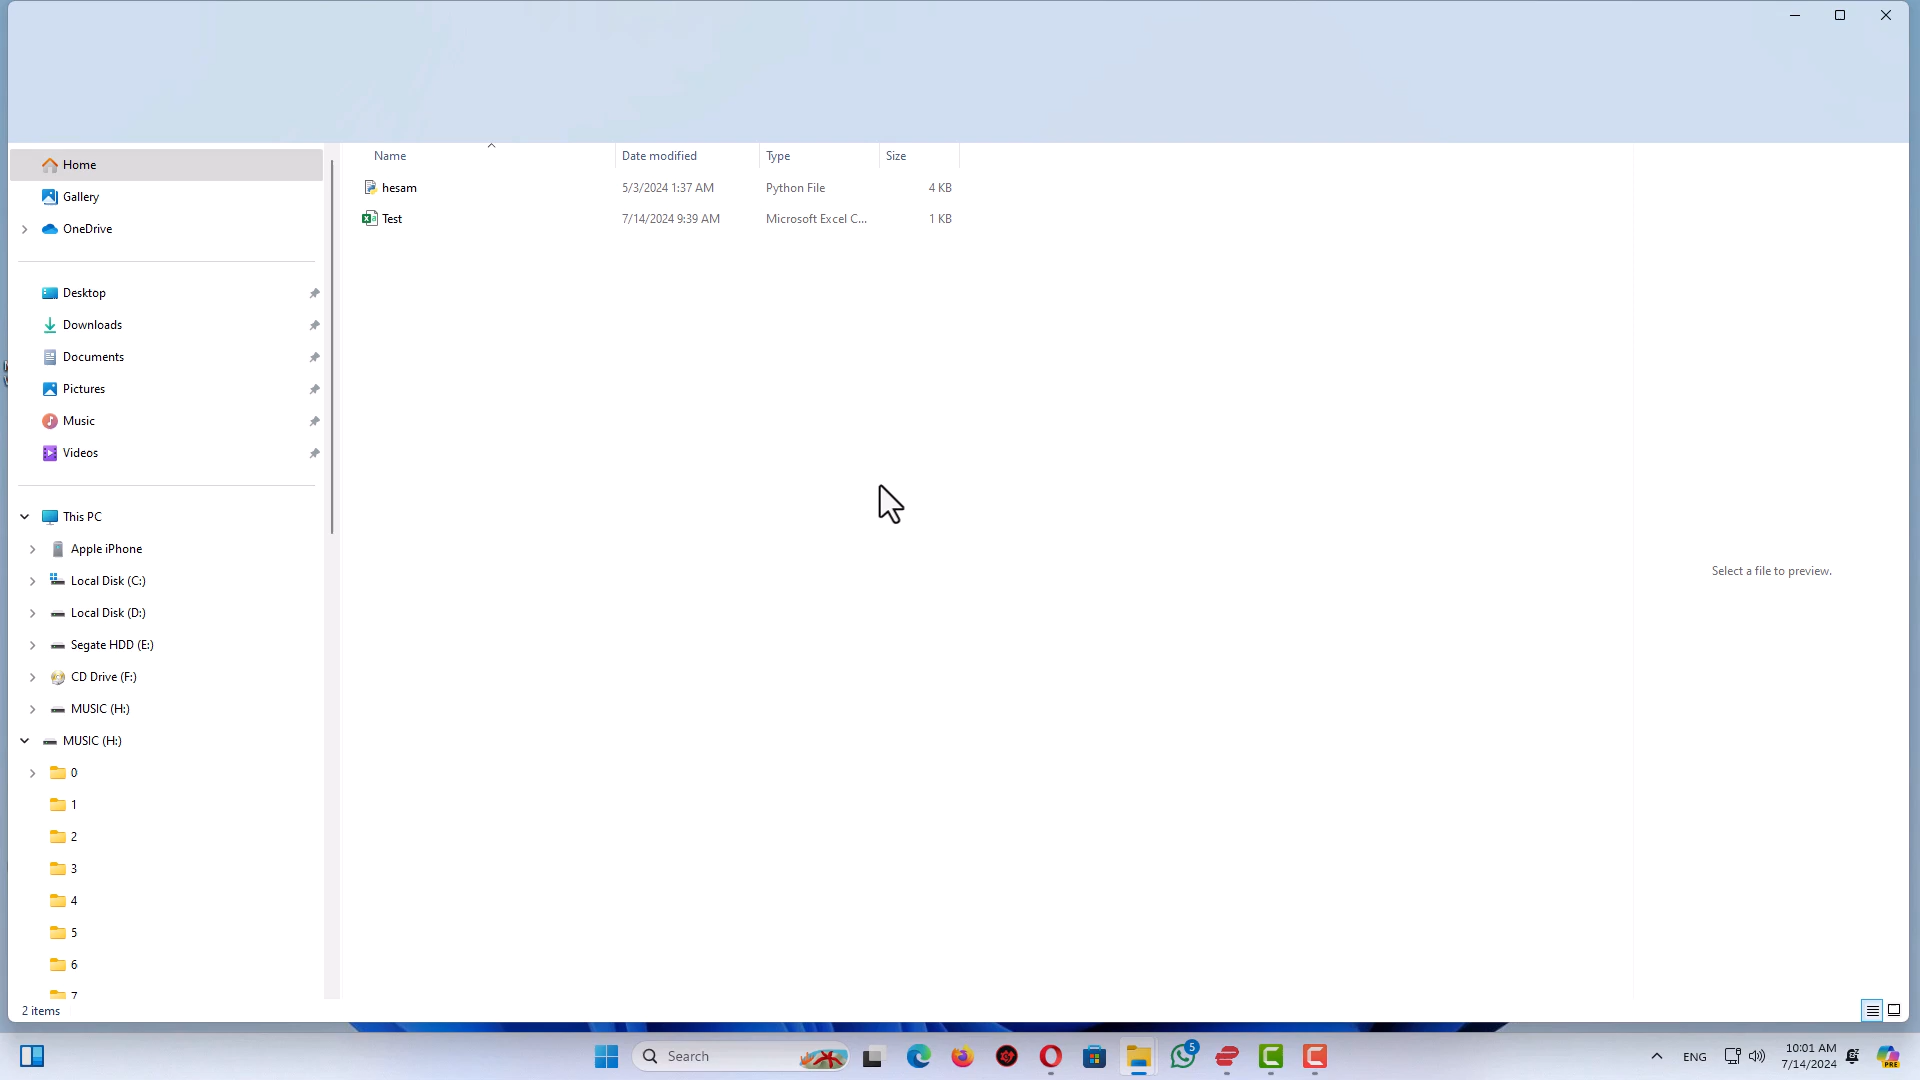 Home
Gallery
OneDrive
Desktop
Downloads
Documents
Pictures
Music
Videos
This PC
Apple iPhone
Local Disk (C:)
Local Disk (D:)
Segate HDD (E:)
CD Drive (F:)
MUSIC (H:)
MUSIC (H:)
0
1
2
3
4
5
6
7
Name Date modified Type Size
hesam 5/3/2024 1:37 AM Python File 4 KB
Test 7/14/2024 9:39 AM Microsoft Excel C... 1 KB
Select a file to preview.
2 items
Search
5
ENG
10:01 AM
7/14/2024
PRE